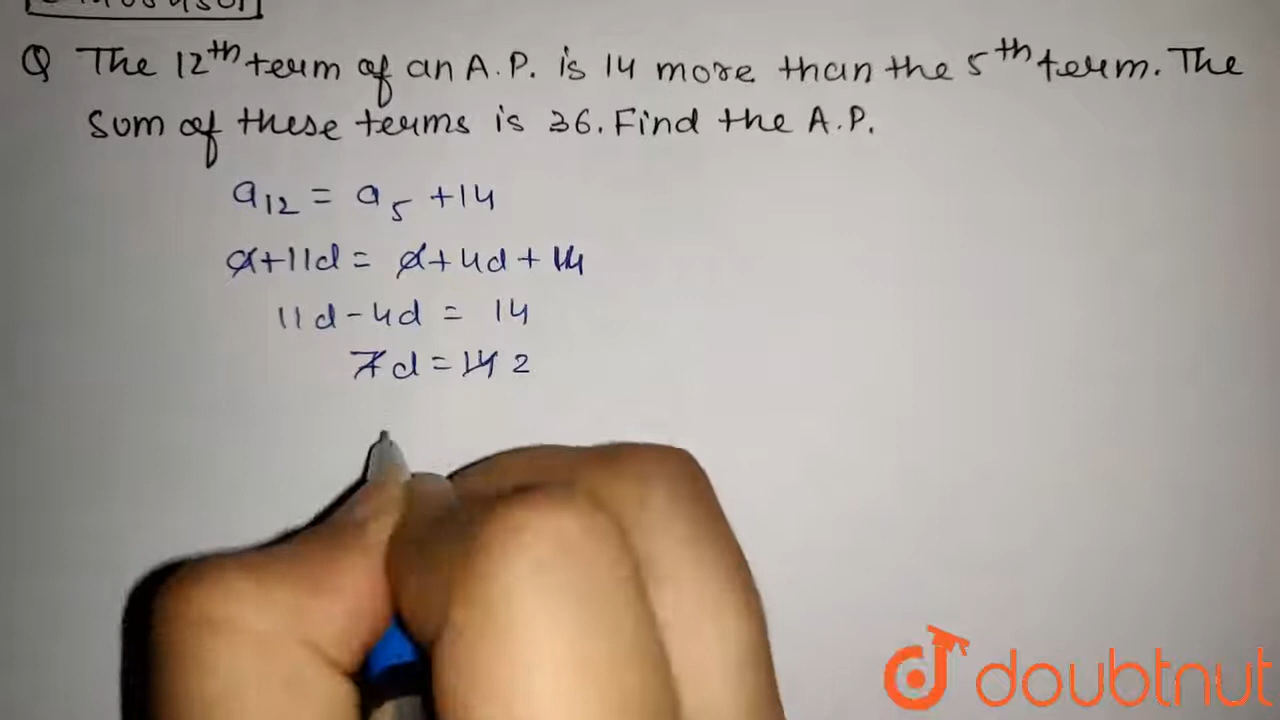 Q The 12th term of an A.P. is 14 more than the 5th term. The
sum of these terms is 36. Find the A.P.
a12 = a5 + 14
a+11d = a+4d+14
11d-4d = 14
7d = 14 2
doubtnut